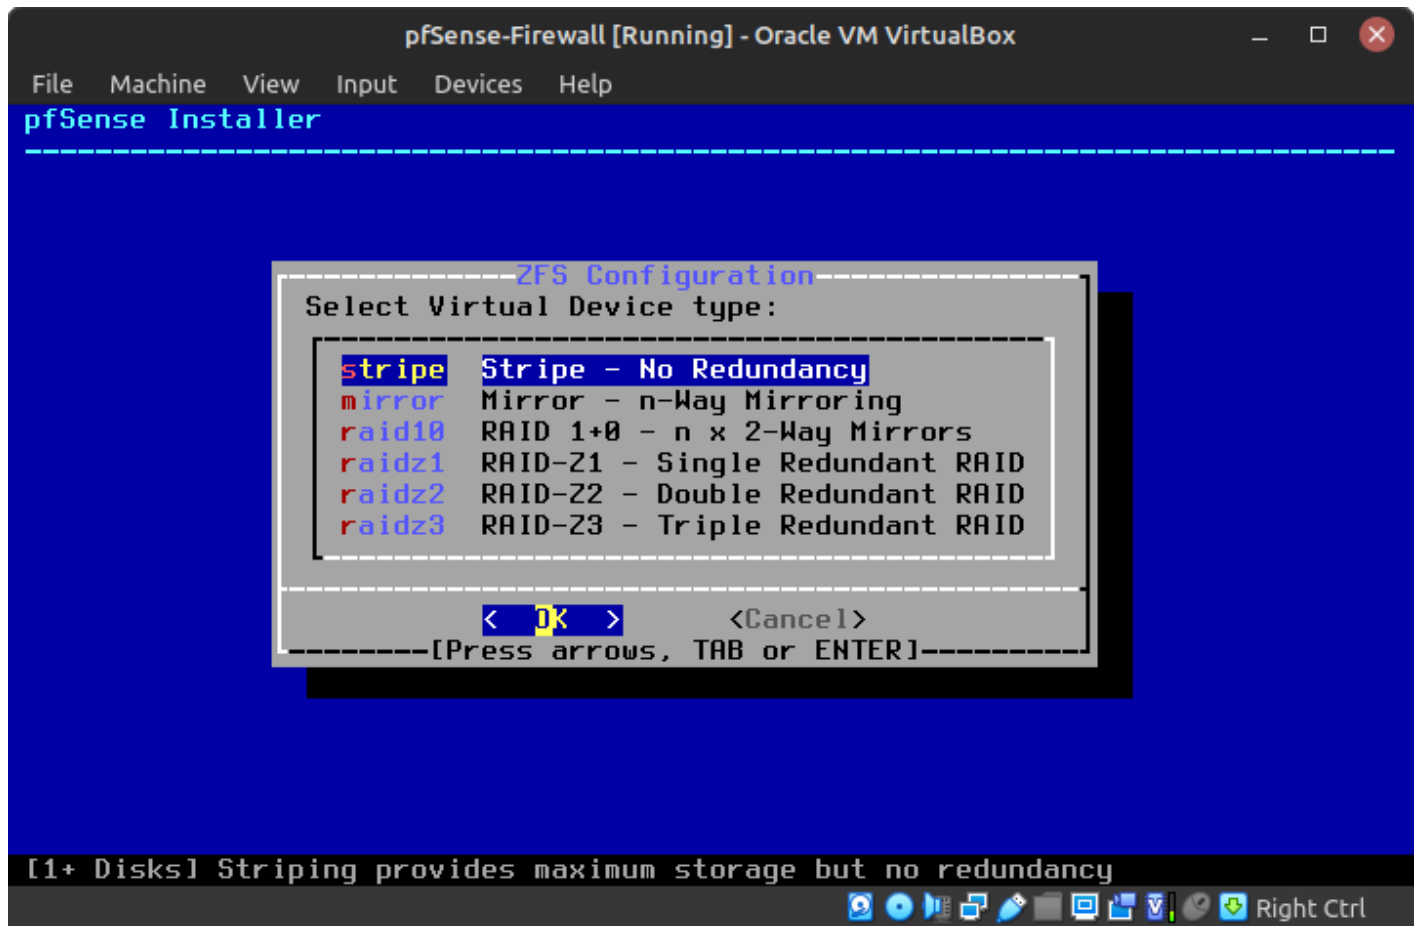 pfSense-Firewall [Running] - Oracle VM VirtualBox
File Machine View Input Devices Help
pfSense Installer
ZFS Configuration
Select Virtual Device type:
stripe Stripe - No Redundancy
mirror Mirror - n-Way Mirroring
raid10 RAID 1+0 - n x 2-Way Mirrors
raidz1 RAID-Z1 - Single Redundant RAID
raidz2 RAID-Z2 - Double Redundant RAID
raidz3 RAID-Z3 - Triple Redundant RAID
< OK > <Cancel>
[Press arrows, TAB or ENTER]
[1+ Disks] Striping provides maximum storage but no redundancy
Right Ctrl